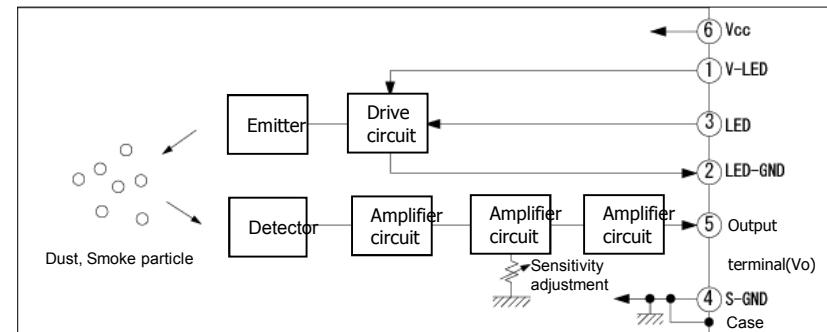 6 Vcc
1 V-LED
Emitter
Drive
circuit
3 LED
2 LED-GND
Detector
Amplifier
circuit
Amplifier
circuit
Amplifier
circuit
5 Output
terminal(Vo)
Dust, Smoke particle
Sensitivity
adjustment
4 S-GND
Case